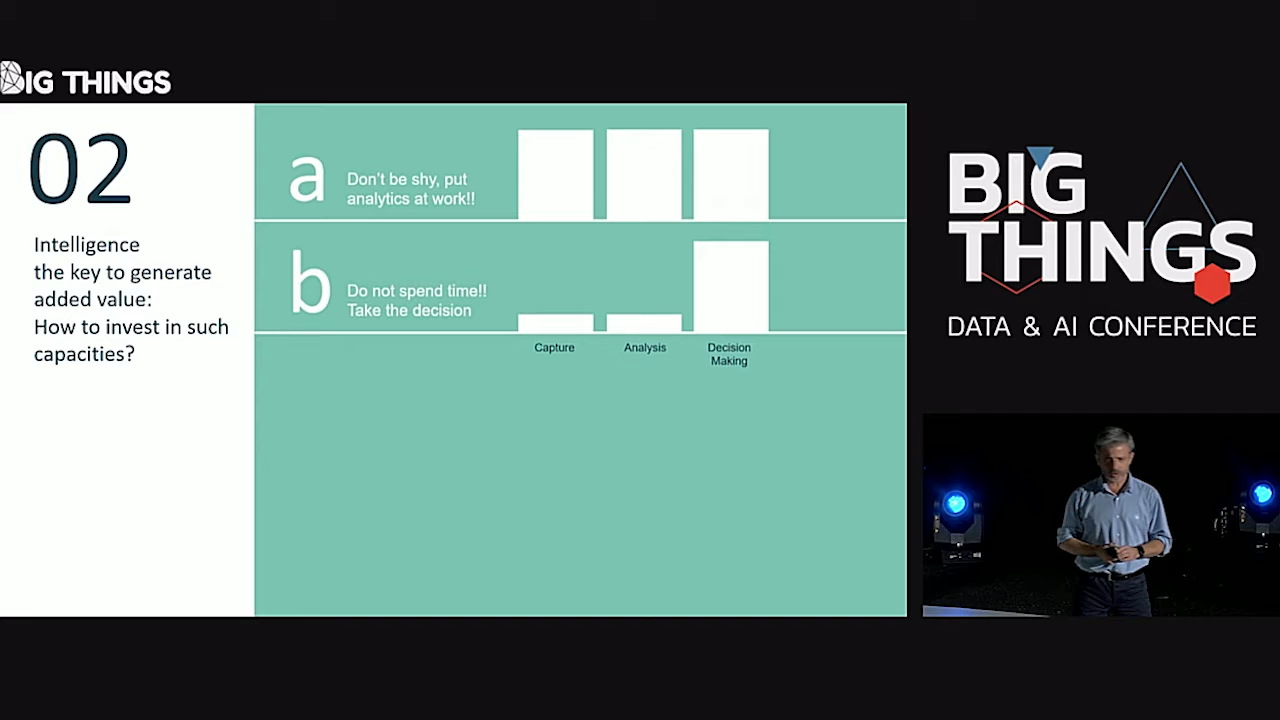 BIG THINGS
02
Intelligence
the key to generate
added value:
How to invest in such
capacities?
a
Don't be shy, put
analytics at work!!
b
Do not spend time!!
Take the decision
Capture
Analysis
Decision
Making
BIG
THINGS
DATA & AI CONFERENCE